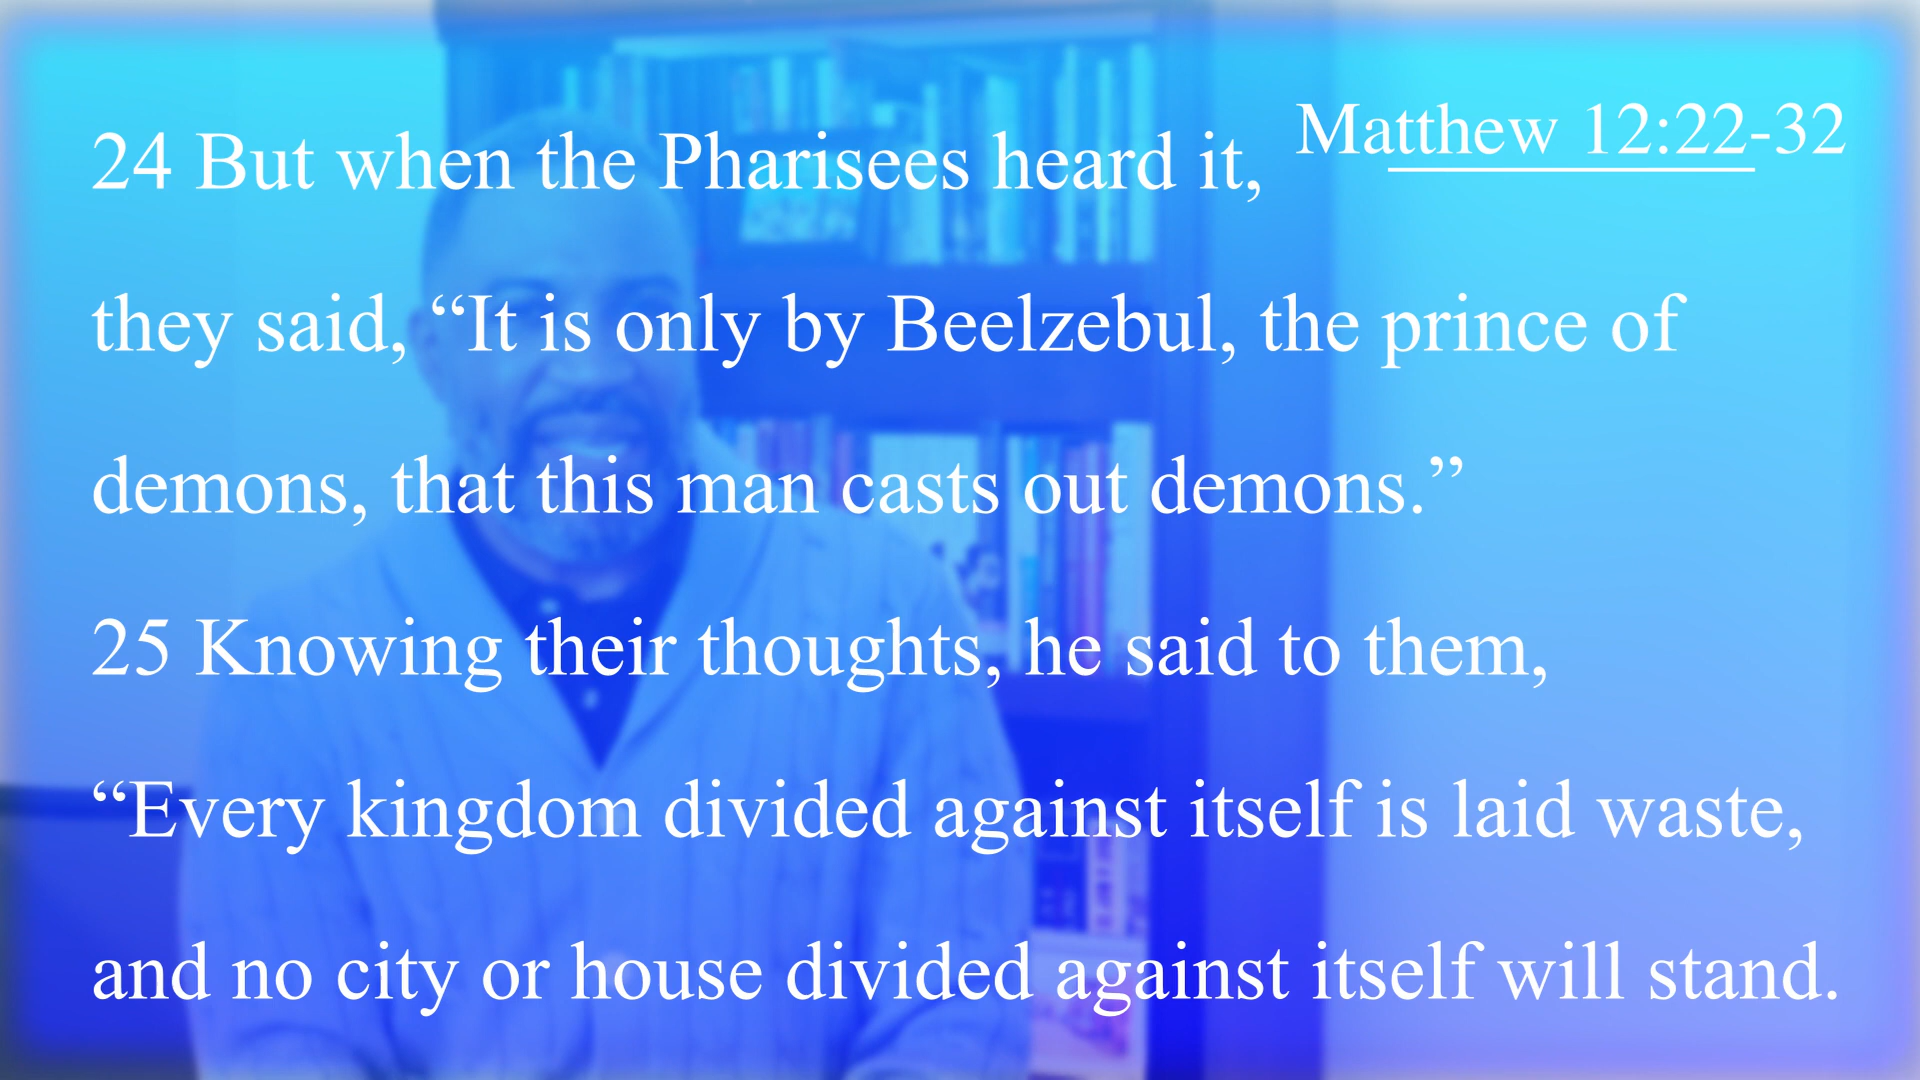 Matthew 12:22-32
24 But when the Pharisees heard it,
they said, “It is only by Beelzebul, the prince of
demons, that this man casts out demons.”
25 Knowing their thoughts, he said to them,
“Every kingdom divided against itself is laid waste,
and no city or house divided against itself will stand.